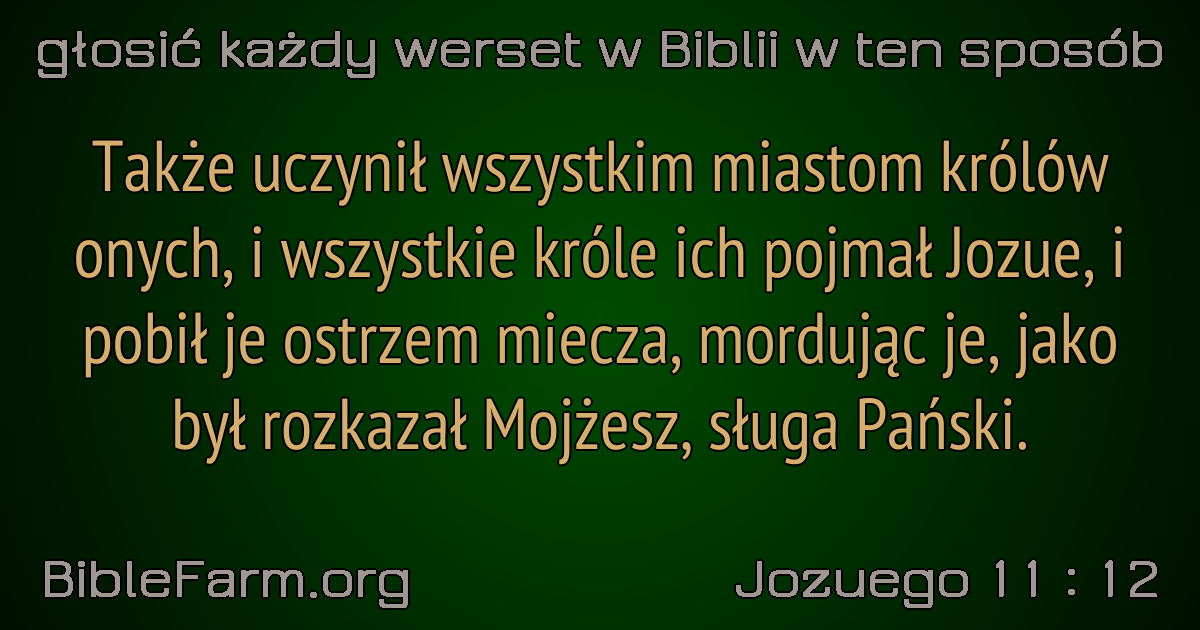 głosić każdy werset w Biblii w ten sposób
Także uczynił wszystkim miastom królów
onych, i wszystkie króle ich pojmał Jozue, i
pobił je ostrzem miecza, mordując je, jako
był rozkazał Mojżesz, sługa Pański.
BibleFarm.org
Jozuego 11 : 12